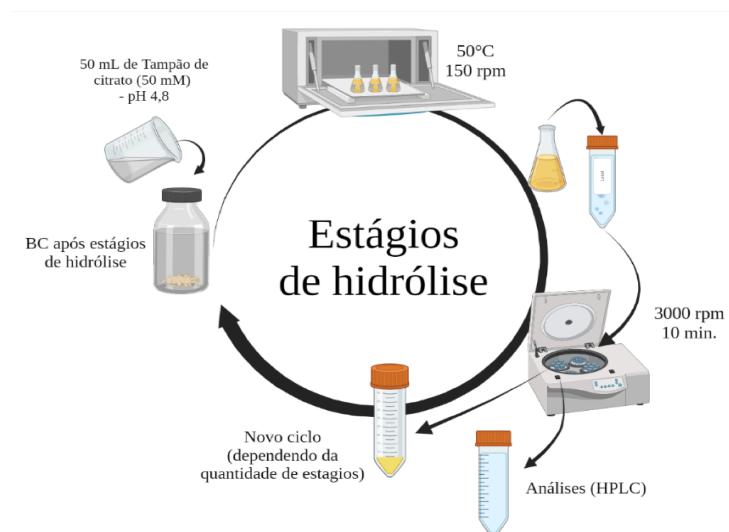 50 mL de Tampão de
citrato (50 mM)
- pH 4,8
50°C
150 rpm
BC após estágios
de hidrólise
Estágios
de hidrólise
3000 rpm
10 min.
Novo ciclo
(dependendo da
quantidade de estagios)
Análises (HPLC)